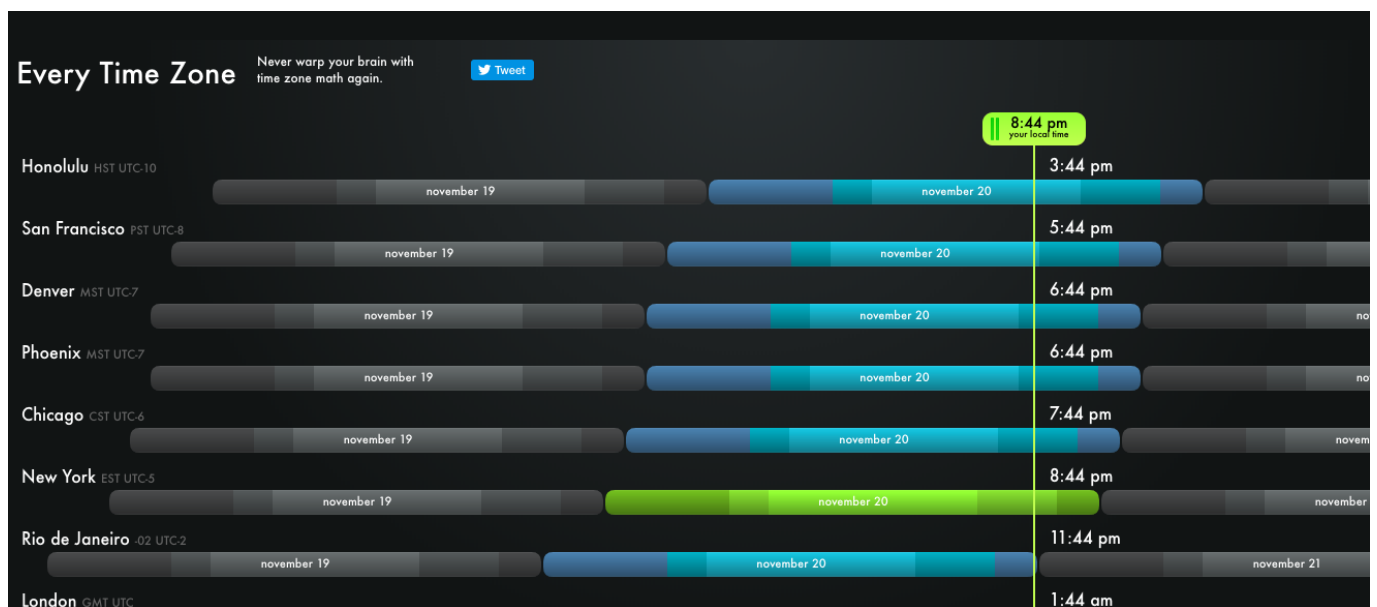 Every Time Zone
Never warp your brain with
time zone math again.
Tweet
8:44 pm
your local time
Honolulu HST UTC-10
3:44 pm
november 19
november 20
San Francisco PST UTC-8
5:44 pm
november 19
november 20
Denver MST UTC-7
6:44 pm
november 19
november 20
no
Phoenix MST UTC-7
6:44 pm
november 19
november 20
no
Chicago CST UTC-6
7:44 pm
november 19
november 20
novem
New York EST UTC-5
8:44 pm
november 19
november 20
november
Rio de Janeiro -02 UTC-2
11:44 pm
november 19
november 20
november 21
London GMT UTC
1:44 am